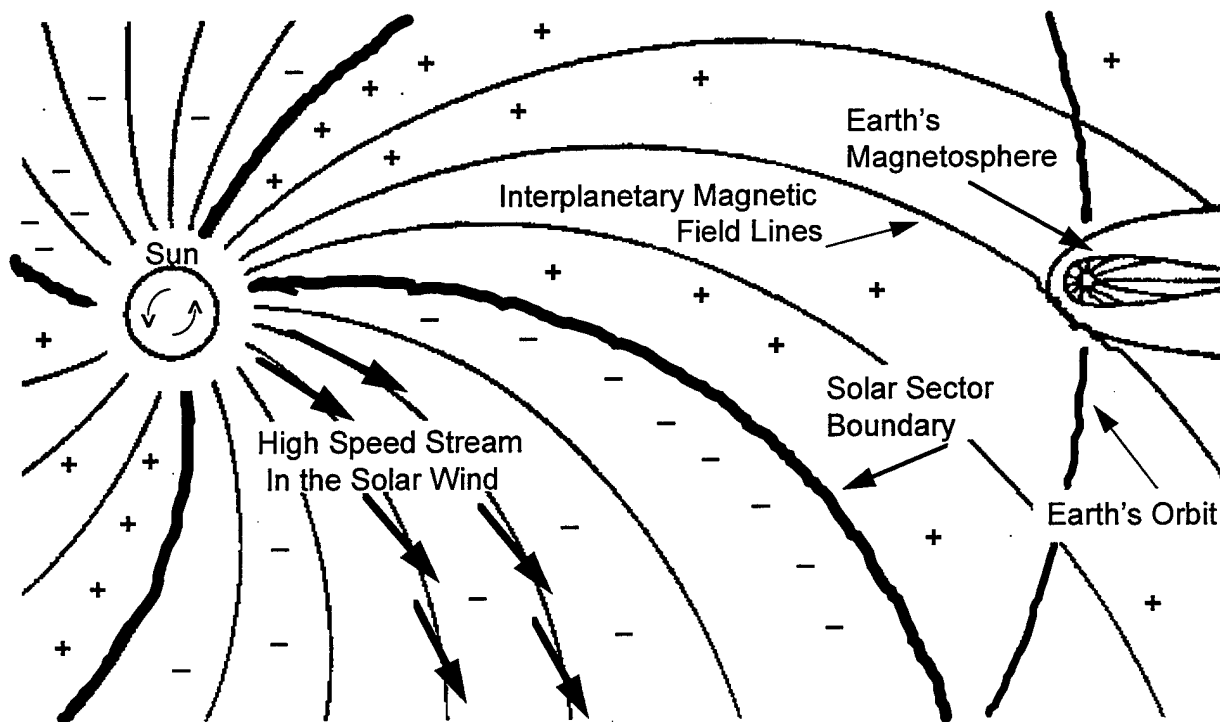 Earth's
Magnetosphere
Interplanetary Magnetic
Field Lines
Sun
Solar Sector
Boundary
High Speed Stream
In the Solar Wind
Earth's Orbit